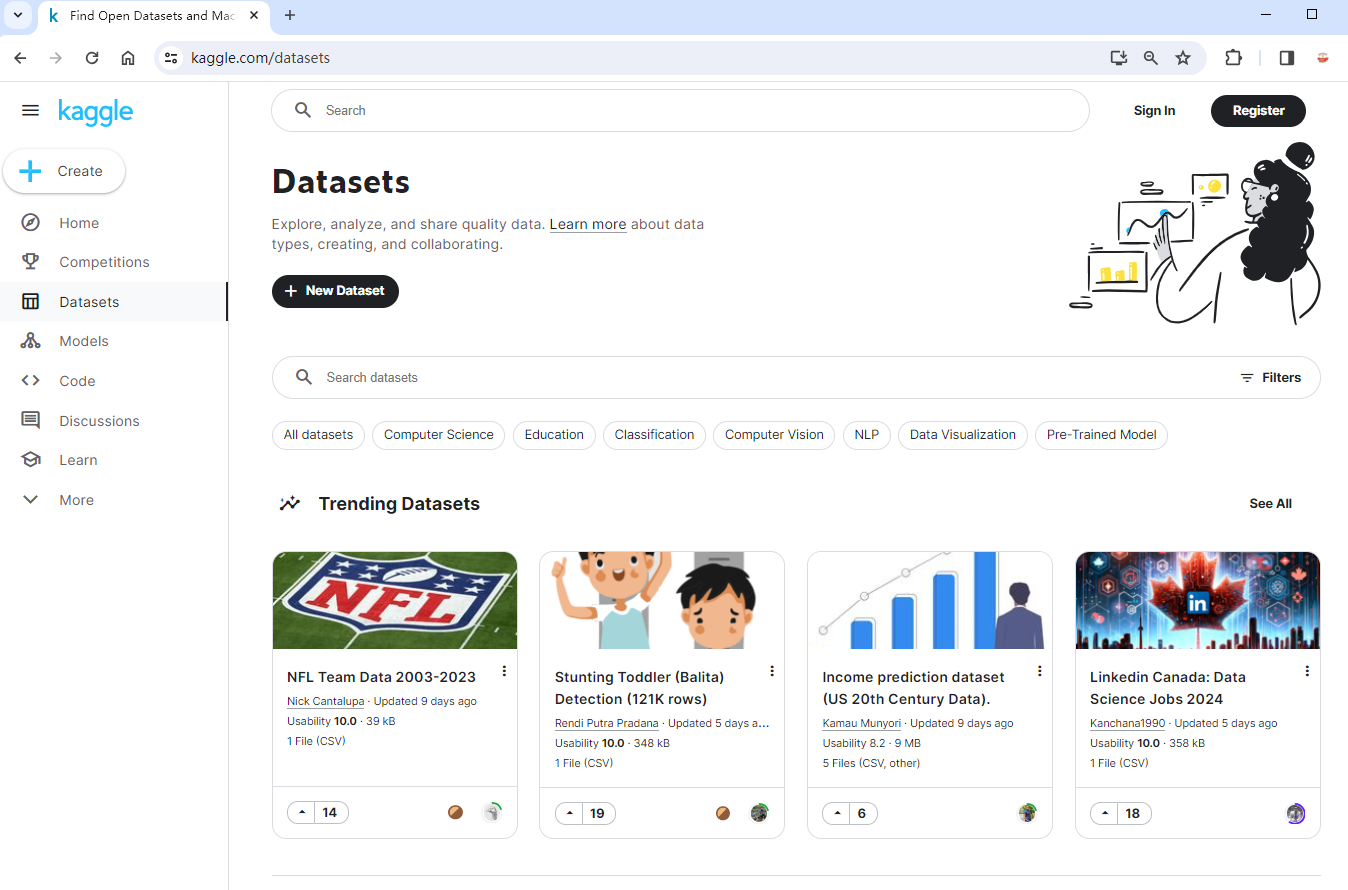 Find Open Datasets and Mac
kaggle.com/datasets
kaggle
Search
Sign In
Register
Create
Home
Competitions
Datasets
Models
Code
Discussions
Learn
More
Datasets
Explore, analyze, and share quality data. Learn more about data
types, creating, and collaborating.
New Dataset
Search datasets
Filters
All datasets
Computer Science
Education
Classification
Computer Vision
NLP
Data Visualization
Pre-Trained Model
Trending Datasets
See All
NFL
NFL Team Data 2003-2023
Nick Cantalupa · Updated 9 days ago
Usability 10.0 · 39 kB
1 File (CSV)
14
Stunting Toddler (Balita)
Detection (121K rows)
Rendi Putra Pradana · Updated 5 days a...
Usability 10.0 · 348 kB
1 File (CSV)
19
Income prediction dataset
(US 20th Century Data).
Kamau Munyori · Updated 9 days ago
Usability 8.2 · 9 MB
5 Files (CSV, other)
6
in
Linkedin Canada: Data
Science Jobs 2024
Kanchana1990 · Updated 5 days ago
Usability 10.0 · 358 kB
1 File (CSV)
18